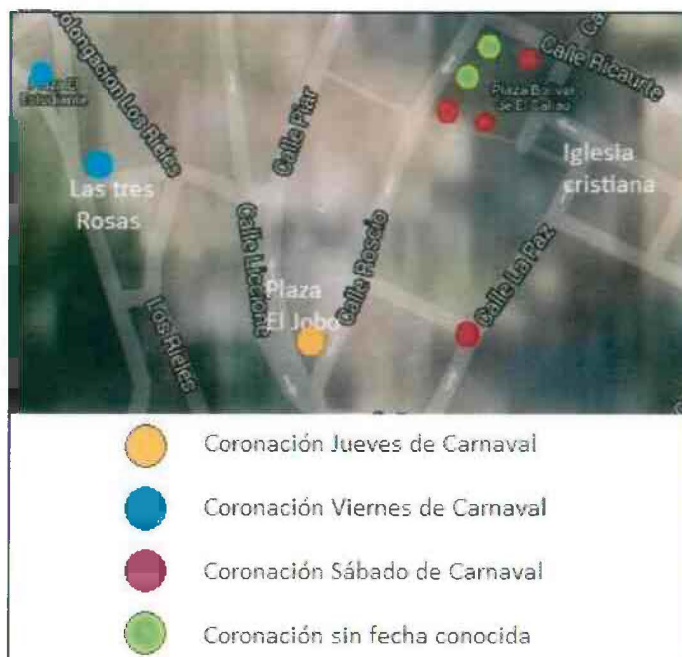 Prolongación Los Rieles
Plaza El
Estudiante
Las tres
Rosas
Los Rieles
Calle Piar
Calle Roscio
Plaza
El Jobo
Calle La Paz
Calle Ricaurte
Plaza Bolívar
de El Callao
Iglesia
cristiana
Coronación Jueves de Carnaval
Coronación Viernes de Carnaval
Coronación Sábado de Carnaval
Coronación sin fecha conocida